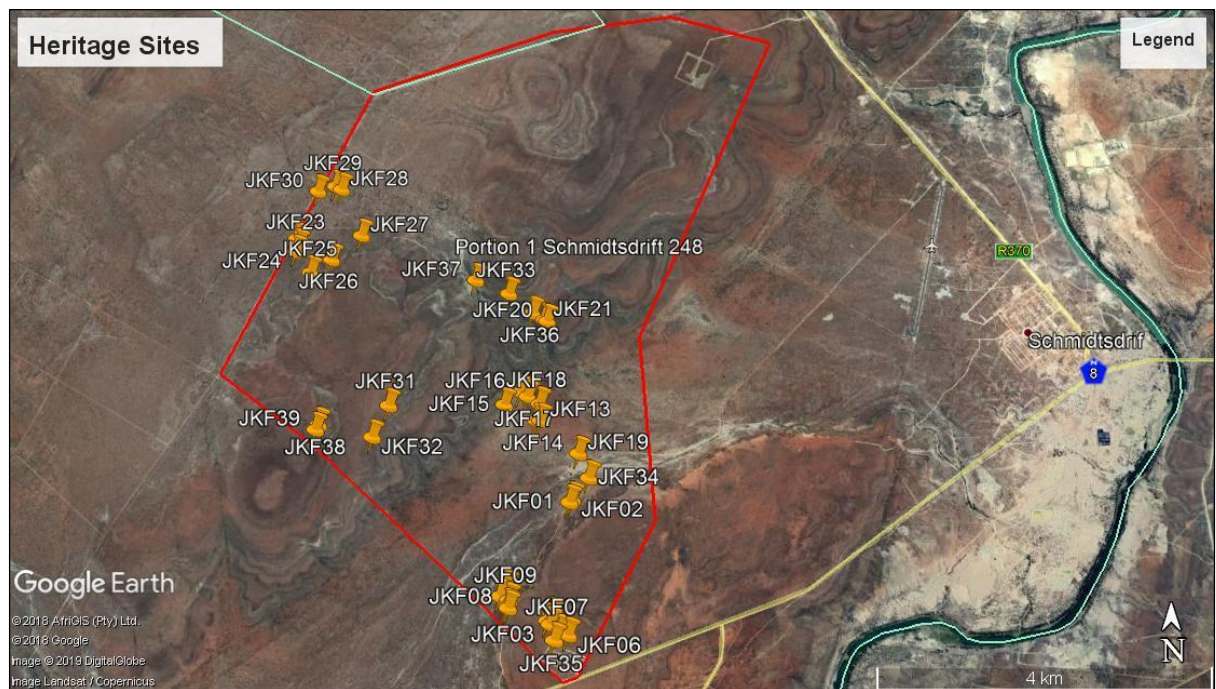 Heritage Sites
Legend
JKF29
JKF30
JKF28
JKF23
JKF27
JKF25
JKF24
JKF26
Portion 1 Schmidtsdrift 248
JKF37
JKF33
R370
JKF20
JKF21
JKF36
Schmidtsdrif
N
8
JKF31
JKF16
JKF18
JKF15
JKF13
JKF39
JKF17
JKF38
JKF32
JKF14
JKF19
JKF34
JKF01
JKF02
JKF09
JKF08
JKF07
JKF03
JKF06
JKF35
Google Earth
©2018 AfriGIS (Pty) Ltd.
©2018 Google
Image © 2019 DigitalGlobe
Image Landsat / Copernicus
N
4 km